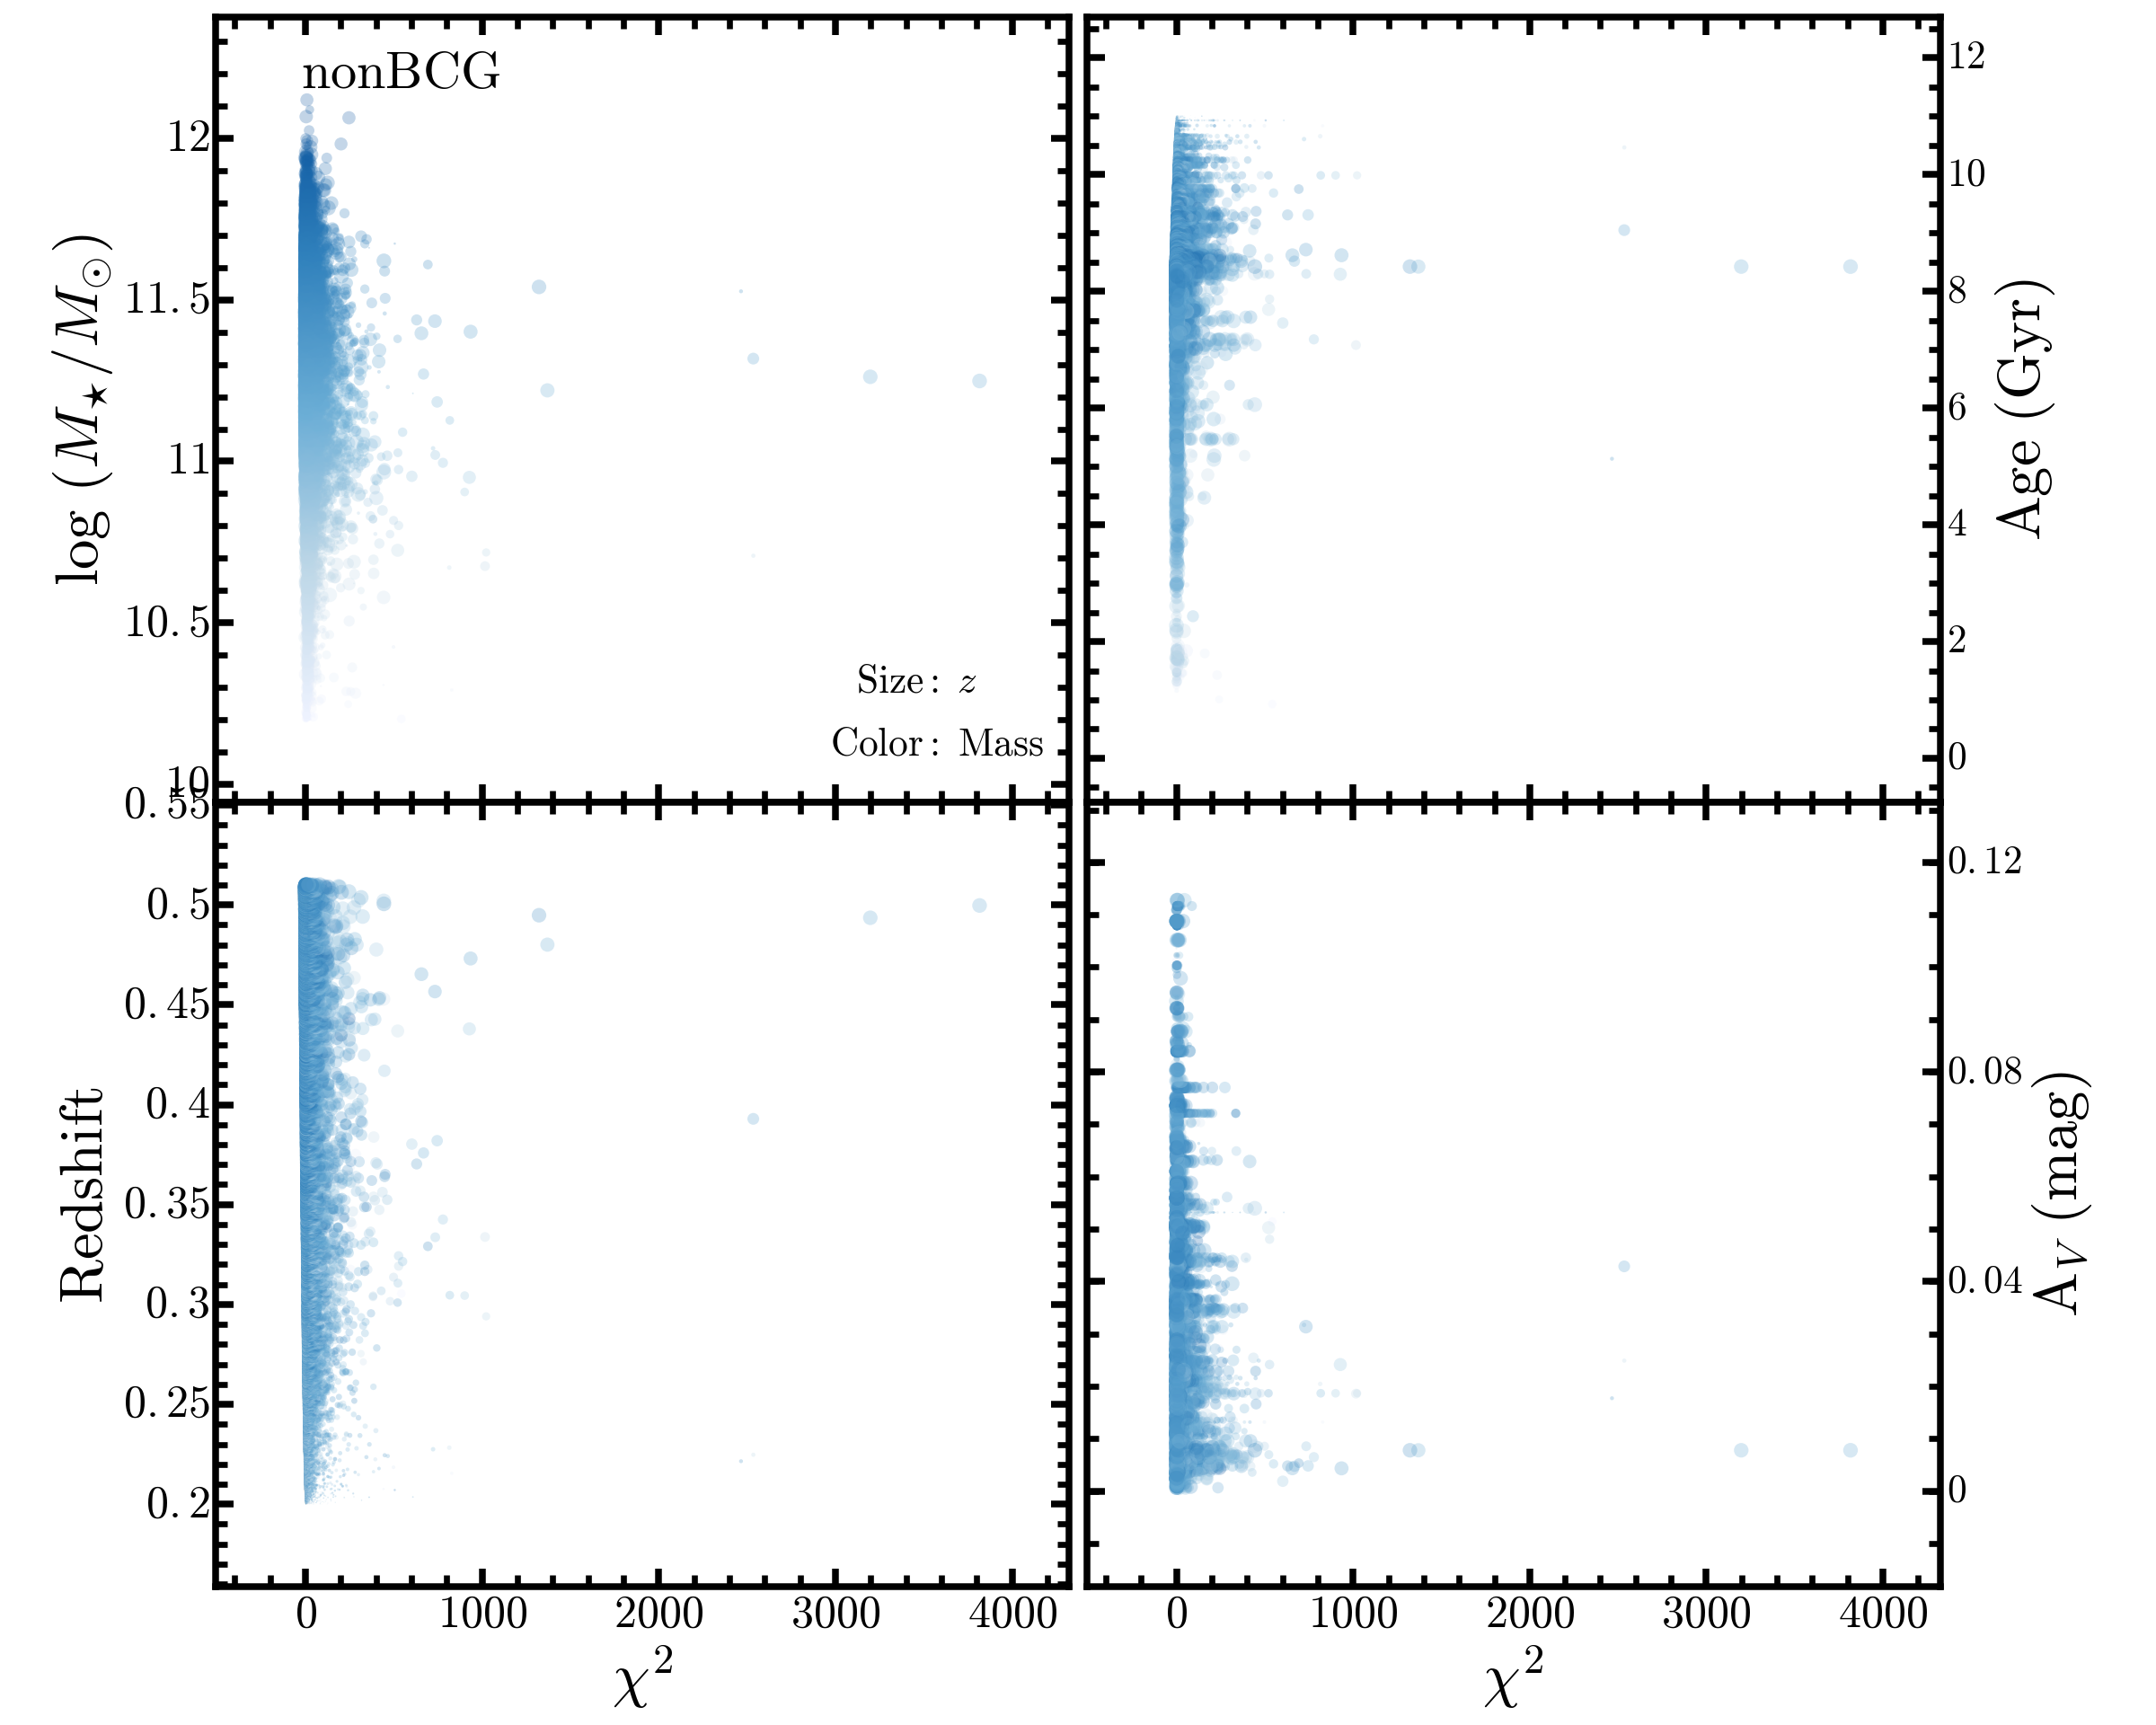 nonBCG
12
11.5
11
10.5
10
log (M★/M⊙)
Size: z
Color: Mass
12
10
8
6
4
2
0
Age (Gyr)
0.55
0.5
0.45
0.4
0.35
0.3
0.25
0.2
Redshift
0.12
0.08
0.04
0
A_V (mag)
0 1000 2000 3000 4000
χ²
0 1000 2000 3000 4000
χ²